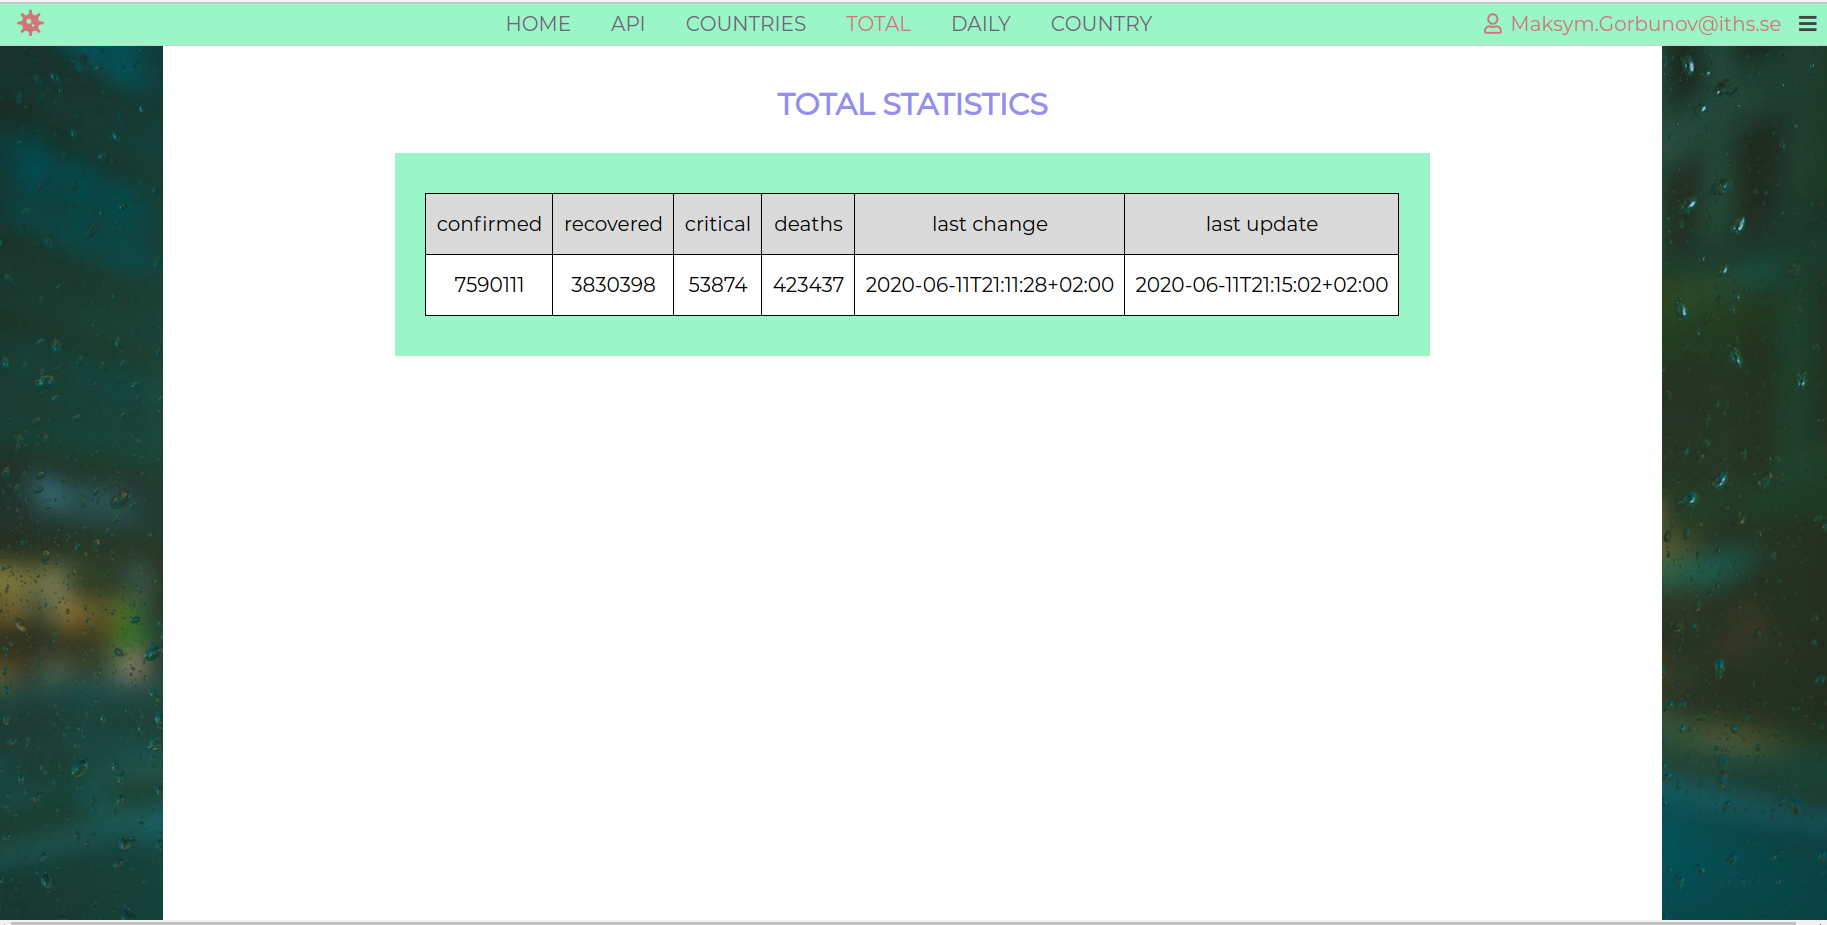 HOME API COUNTRIES TOTAL DAILY COUNTRY Maksym.Gorbunov@iths.se
TOTAL STATISTICS
confirmed recovered critical deaths last change last update
7590111 3830398 53874 423437 2020-06-11T21:11:28+02:00 2020-06-11T21:15:02+02:00